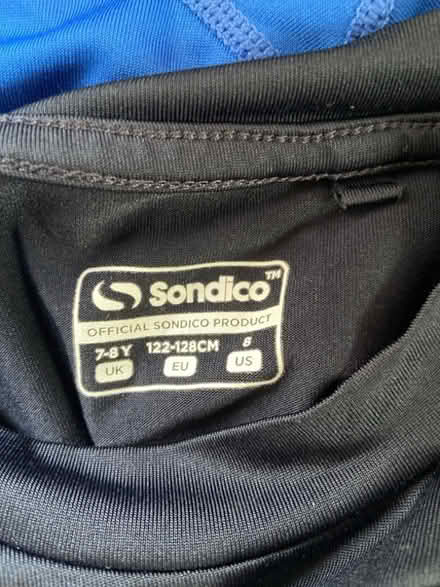 Sondico™
OFFICIAL SONDICO PRODUCT
7-8 Y 122-128CM 8
UK EU US